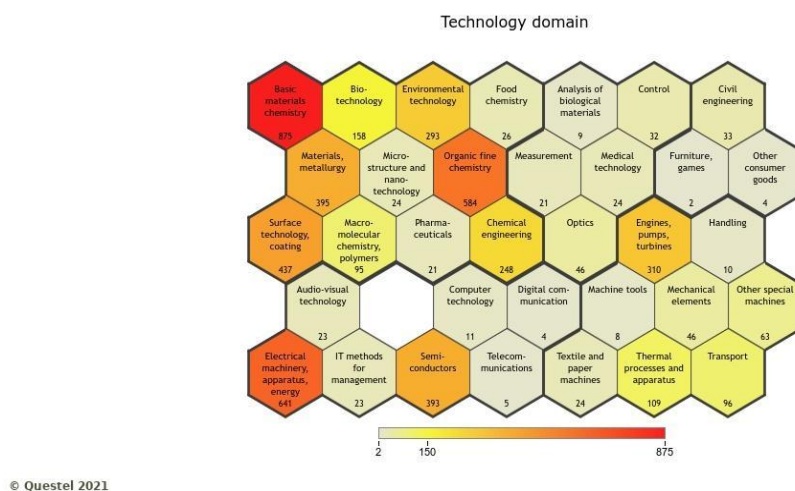 Technology domain
Basic
materials
chemistry
875
Bio-
technology
158
Environmental
technology
293
Food
chemistry
26
Analysis of
biological
materials
9
Control
32
Civil
engineering
33
Materials,
metallurgy
395
Micro-
structure and
nano-
technology
24
Organic fine
chemistry
584
Measurement
21
Medical
technology
24
Furniture,
games
2
Other
consumer
goods
4
Surface
technology,
coating
437
Macro-
molecular
chemistry,
polymers
95
Pharma-
ceuticals
21
Chemical
engineering
248
Optics
46
Engines,
pumps,
turbines
310
Handling
10
Audio-visual
technology
23
Computer
technology
11
Digital com-
munication
4
Machine tools
8
Mechanical
elements
46
Other special
machines
63
Electrical
machinery,
apparatus,
energy
641
IT methods
for
management
23
Semi-
conductors
393
Telecom-
munications
5
Textile and
paper
machines
24
Thermal
processes and
apparatus
109
Transport
96
2 150 875
© Questel 2021